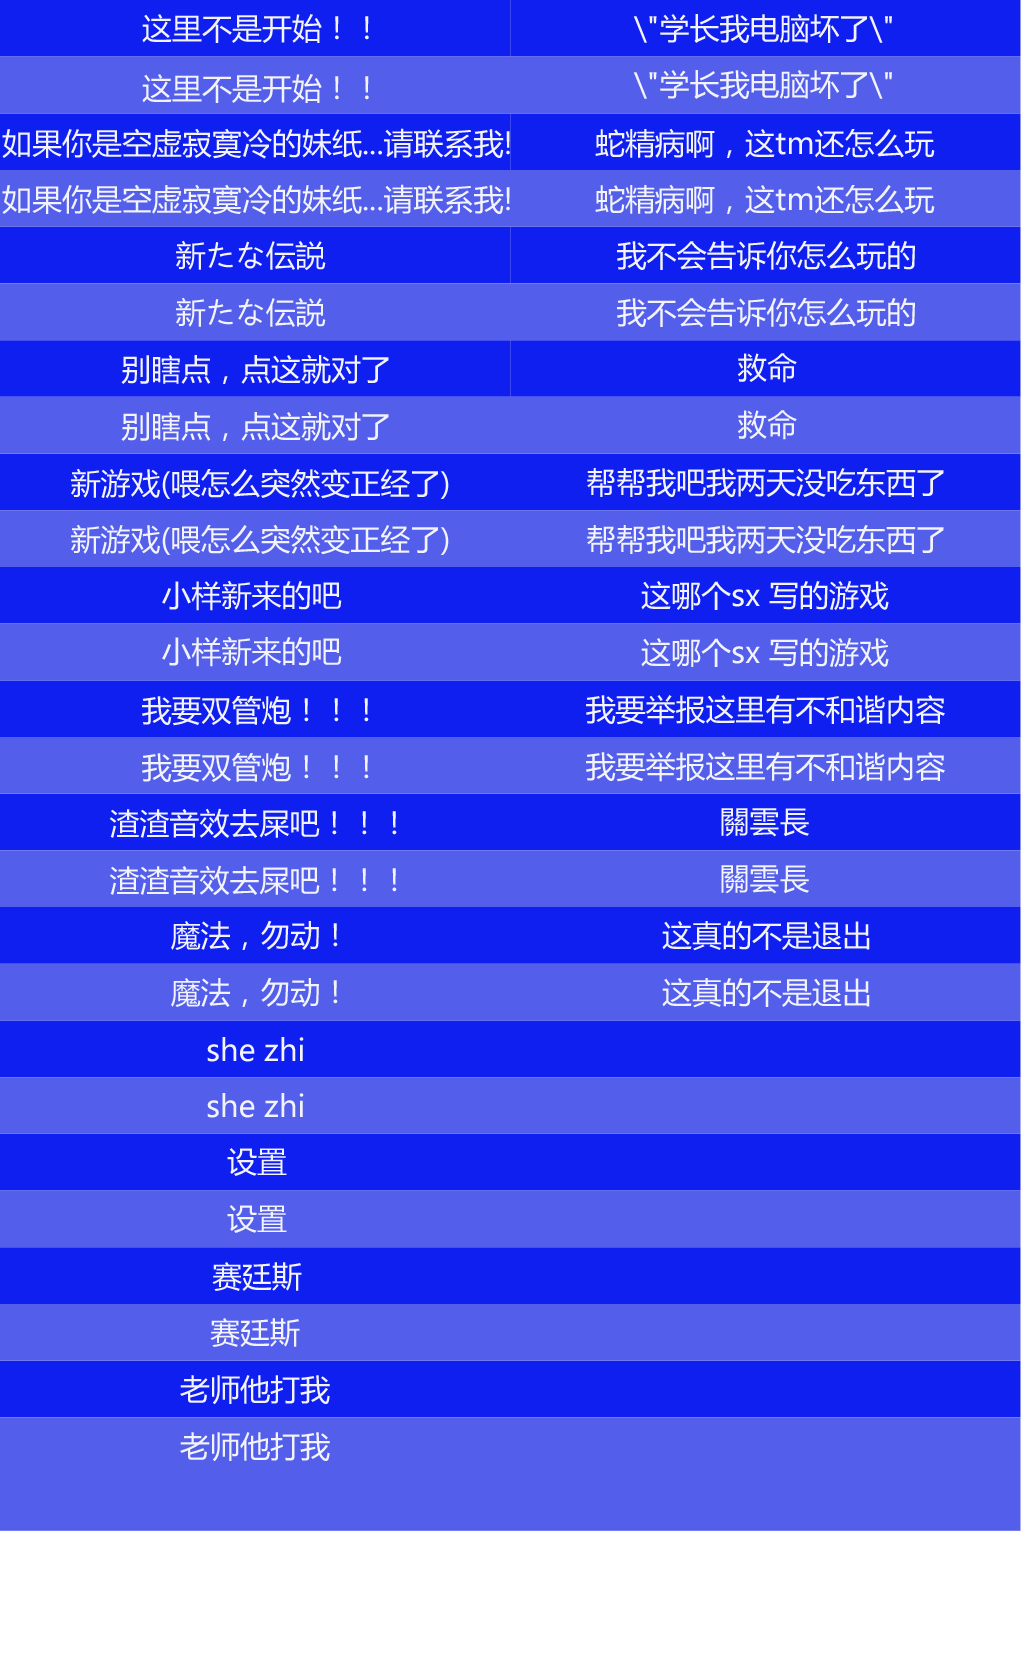 这里不是开始！！
\"学长我电脑坏了\"
这里不是开始！！
\"学长我电脑坏了\"
如果你是空虚寂寞冷的妹纸...请联系我!
蛇精病啊，这tm还怎么玩
如果你是空虚寂寞冷的妹纸...请联系我!
蛇精病啊，这tm还怎么玩
新たな伝説
我不会告诉你怎么玩的
新たな伝説
我不会告诉你怎么玩的
别瞎点，点这就对了
救命
别瞎点，点这就对了
救命
新游戏(喂怎么突然变正经了)
帮帮我吧我两天没吃东西了
新游戏(喂怎么突然变正经了)
帮帮我吧我两天没吃东西了
小样新来的吧
这哪个sx 写的游戏
小样新来的吧
这哪个sx 写的游戏
我要双管炮！！！
我要举报这里有不和谐内容
我要双管炮！！！
我要举报这里有不和谐内容
渣渣音效去屎吧！！！
關雲長
渣渣音效去屎吧！！！
關雲長
魔法，勿动！
这真的不是退出
魔法，勿动！
这真的不是退出
she zhi
she zhi
设置
设置
赛廷斯
赛廷斯
老师他打我
老师他打我